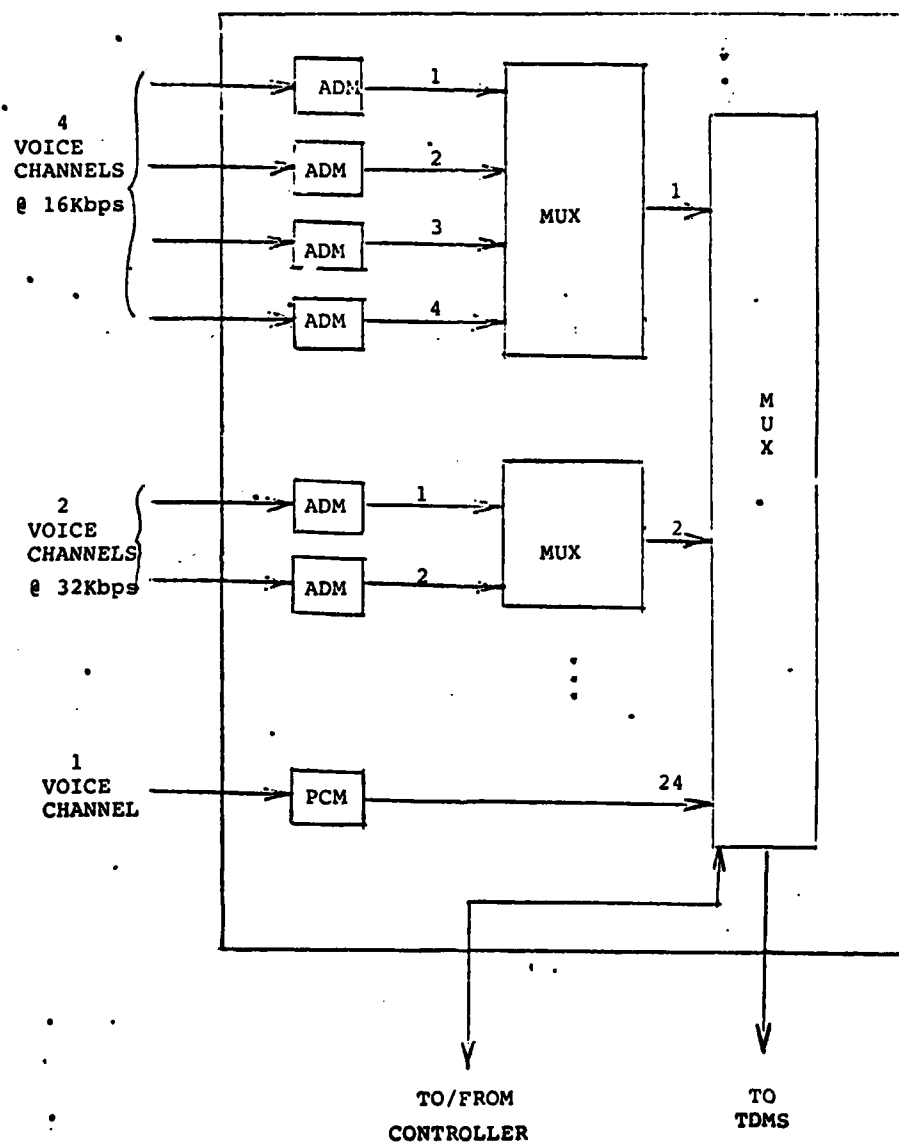 ADM 1
4
VOICE
CHANNELS
@ 16Kbps
ADM 2
MUX
1
ADM 3
ADM 4
M
U
X
2
VOICE
CHANNELS
@ 32Kbps
ADM 1
MUX
2
ADM 2
1
VOICE
CHANNEL
PCM
24
TO/FROM
CONTROLLER
TO
TDMS